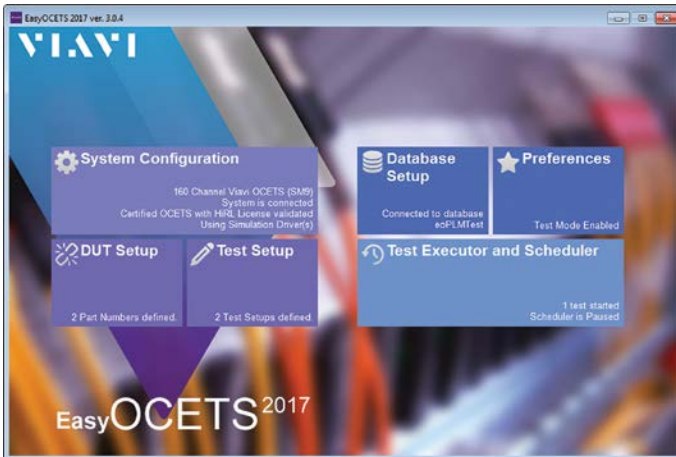 EasyOCETS 2017 ver. 3.0.4
VIAVI
System Configuration
160 Channel Viavi OCETS (SM9)
System is connected
Certified OCETS with HiRL License validated
Using Simulation Driver(s)
Database
Setup
Connected to database
eoPLMTest
Preferences
Test Mode Enabled
DUT Setup
2 Part Numbers defined.
Test Setup
2 Test Setups defined.
Test Executor and Scheduler
1 test started
Scheduler is Paused
EasyOCETS 2017